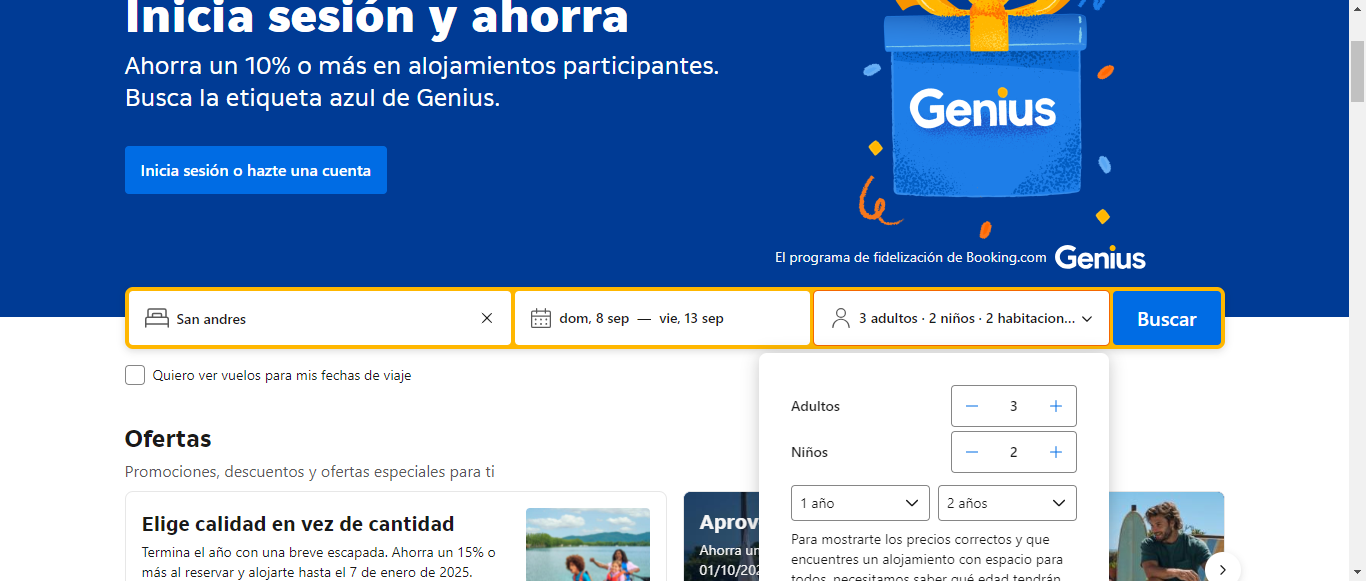 Inicia sesión y ahorra
Ahorra un 10% o más en alojamientos participantes.
Busca la etiqueta azul de Genius.
Inicia sesión o hazte una cuenta
Genius
El programa de fidelización de Booking.com Genius
San andres
dom, 8 sep — vie, 13 sep
3 adultos · 2 niños · 2 habitacion...
Buscar
Quiero ver vuelos para mis fechas de viaje
Adultos
3
Niños
2
1 año
2 años
Para mostrarte los precios correctos y que
encuentres un alojamiento con espacio para
todos, necesitamos saber qué edad tendrán
Ofertas
Promociones, descuentos y ofertas especiales para ti
Elige calidad en vez de cantidad
Termina el año con una breve escapada. Ahorra un 15% o
más al reservar y alojarte hasta el 7 de enero de 2025.
Aprov
Ahorra un
01/10/202